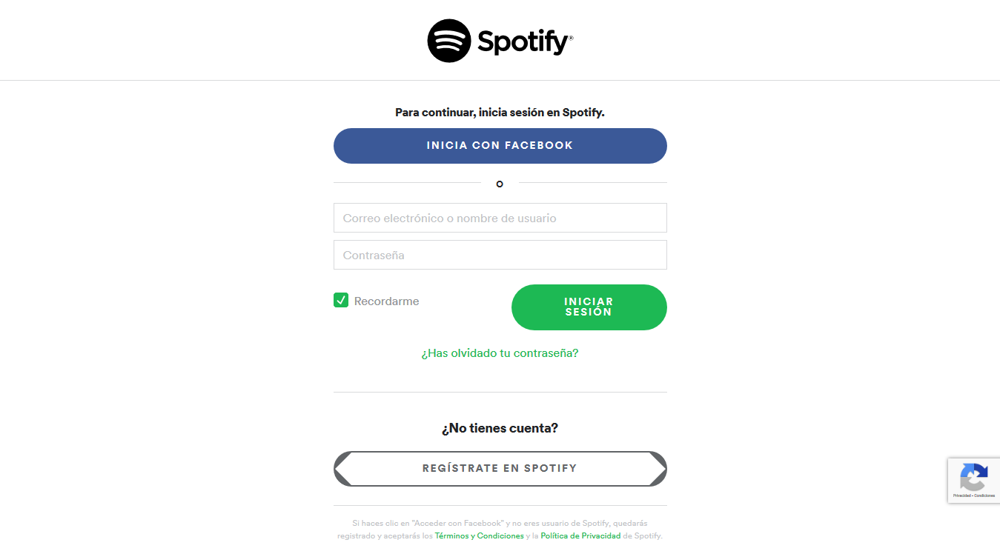 Spotify®
Para continuar, inicia sesión en Spotify.
INICIA CON FACEBOOK
o
Correo electrónico o nombre de usuario
Contraseña
Recordarme
INICIAR
SESIÓN
¿Has olvidado tu contraseña?
¿No tienes cuenta?
REGÍSTRATE EN SPOTIFY
Privacidad - Condiciones
Si haces clic en "Acceder con Facebook" y no eres usuario de Spotify, quedarás
registrado y aceptarás los Términos y Condiciones y la Política de Privacidad de Spotify.